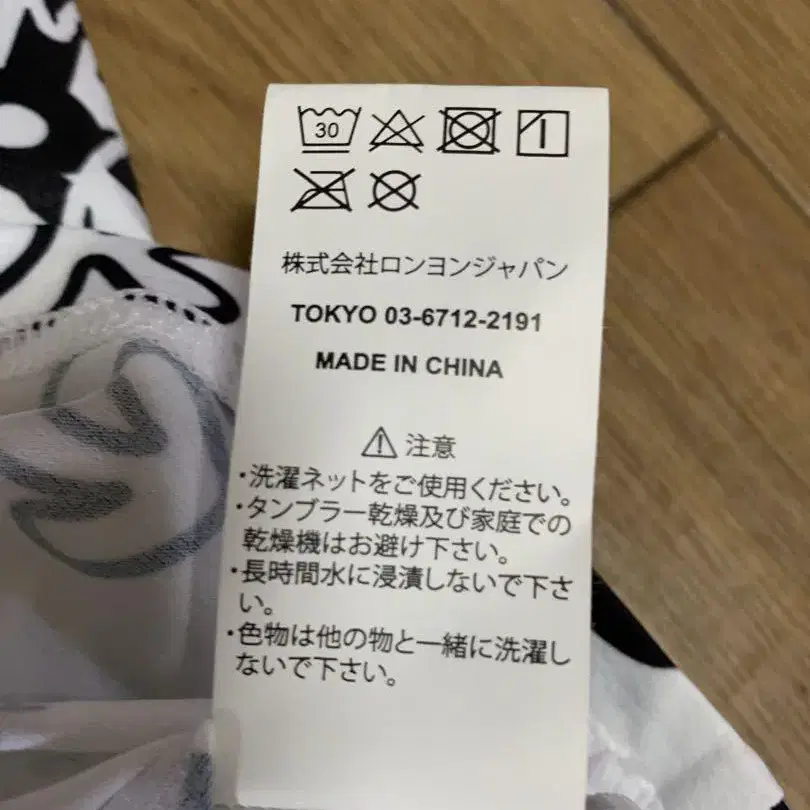 30
株式会社ロンヨンジャパン
TOKYO 03-6712-2191
MADE IN CHINA
注意
・洗濯ネットをご使用ください。
・タンブラー乾燥及び家庭での
乾燥機はお避け下さい。
・長時間水に浸漬しないで下さ
い。
・色物は他の物と一緒に洗濯し
ないで下さい。